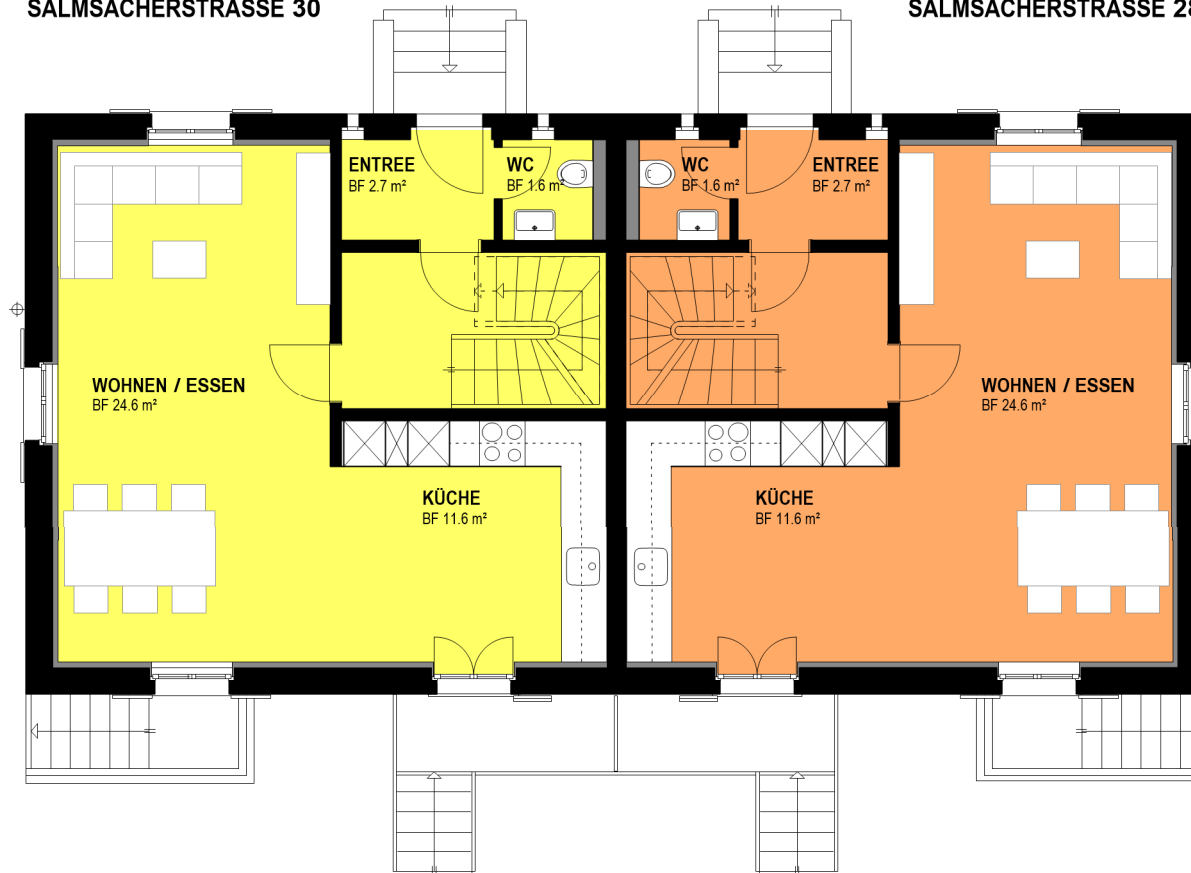 SALMSACHERSTRASSE 30
SALMSACHERSTRASSE 28
ENTREE
BF 2.7 m²
WC
BF 1.6 m²
WC
BF 1.6 m²
ENTREE
BF 2.7 m²
WOHNEN / ESSEN
BF 24.6 m²
WOHNEN / ESSEN
BF 24.6 m²
KÜCHE
BF 11.6 m²
KÜCHE
BF 11.6 m²